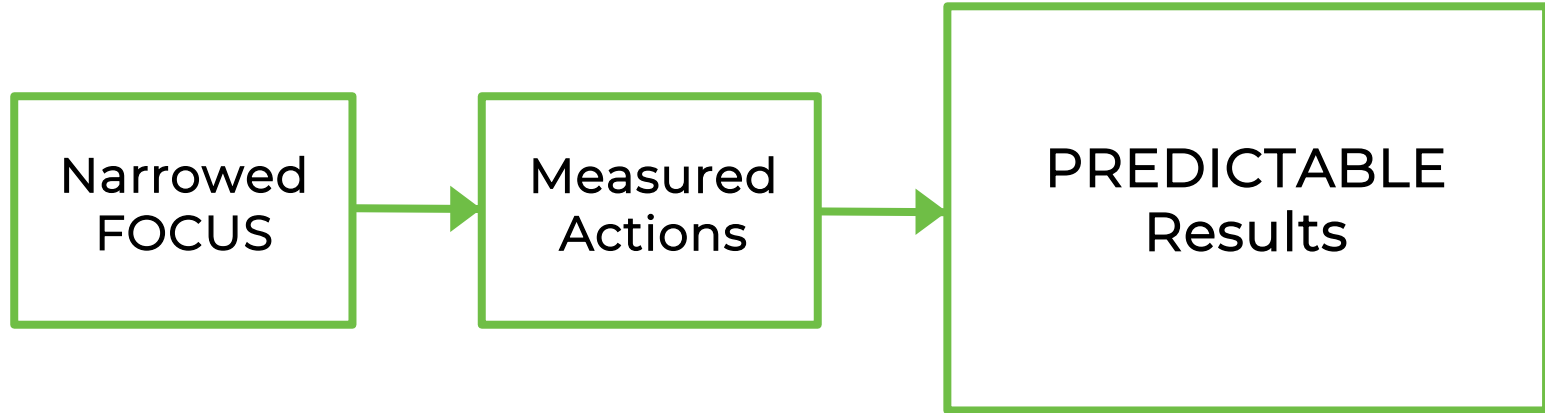 Narrowed
FOCUS
Measured
Actions
PREDICTABLE
Results